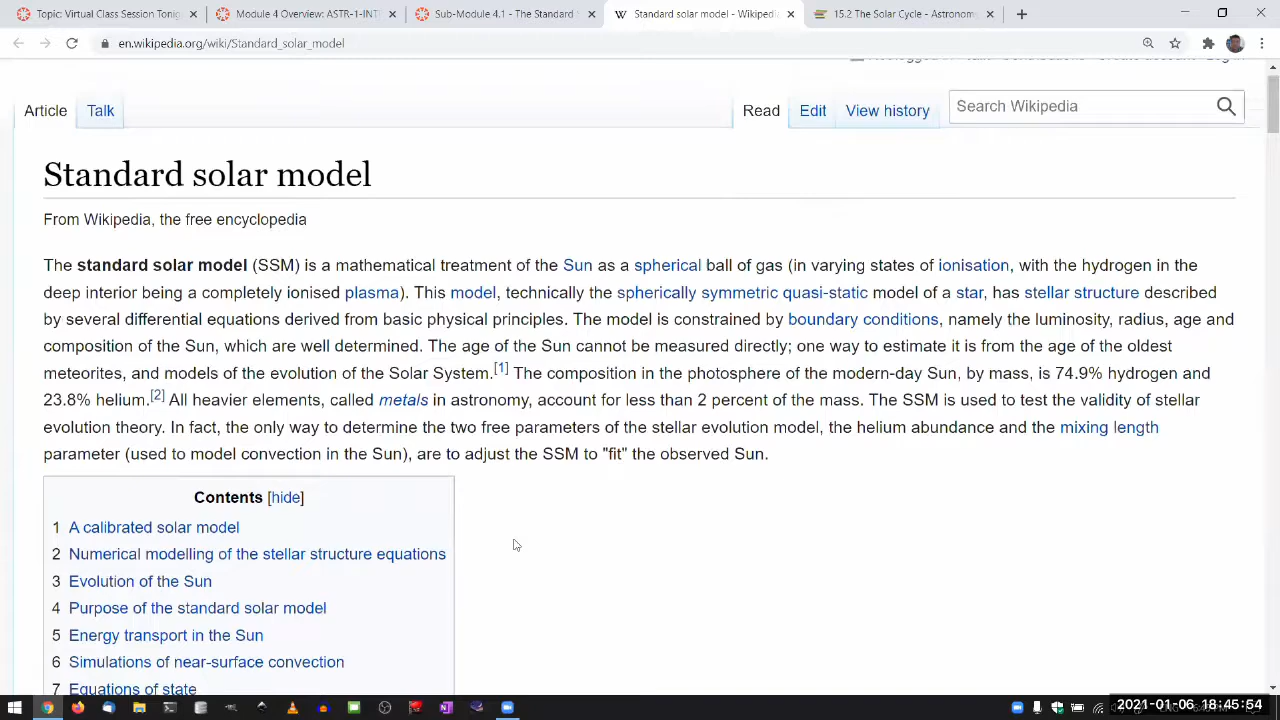 Topic: Virtual Class Discussion Tonig
Module 4 Overview: ASTR-1-INT
Sub-Module 4.1 - The Standard
Standard solar model - Wikipedi
15.2 The Solar Cycle - Astronom
en.wikipedia.org/wiki/Standard_solar_model
Article
Talk
Read
Edit
View history
Search Wikipedia
Standard solar model
From Wikipedia, the free encyclopedia
The standard solar model (SSM) is a mathematical treatment of the Sun as a spherical ball of gas (in varying states of ionisation, with the hydrogen in the
deep interior being a completely ionised plasma). This model, technically the spherically symmetric quasi-static model of a star, has stellar structure described
by several differential equations derived from basic physical principles. The model is constrained by boundary conditions, namely the luminosity, radius, age and
composition of the Sun, which are well determined. The age of the Sun cannot be measured directly; one way to estimate it is from the age of the oldest
meteorites, and models of the evolution of the Solar System.[1] The composition in the photosphere of the modern-day Sun, by mass, is 74.9% hydrogen and
23.8% helium.[2] All heavier elements, called metals in astronomy, account for less than 2 percent of the mass. The SSM is used to test the validity of stellar
evolution theory. In fact, the only way to determine the two free parameters of the stellar evolution model, the helium abundance and the mixing length
parameter (used to model convection in the Sun), are to adjust the SSM to "fit" the observed Sun.
Contents [hide]
1 A calibrated solar model
2 Numerical modelling of the stellar structure equations
3 Evolution of the Sun
4 Purpose of the standard solar model
5 Energy transport in the Sun
6 Simulations of near-surface convection
7 Equations of state
2021-01-06 18:45:54